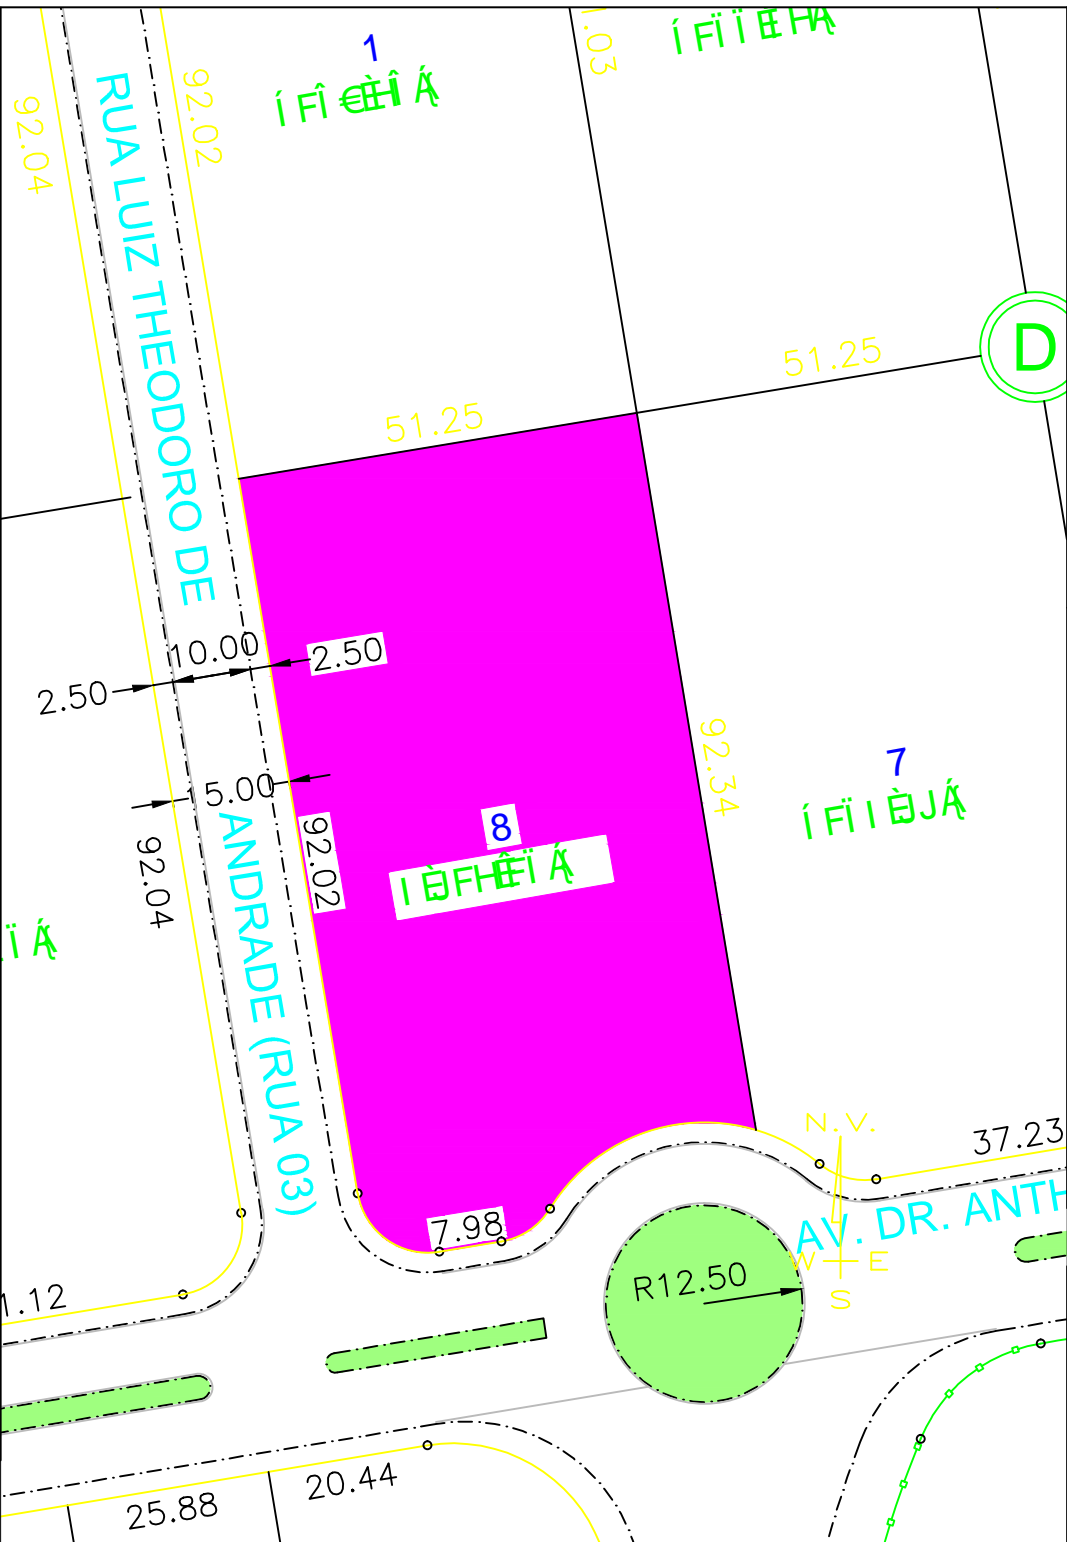 1
92.02
92.04
.03
RUA LUIZ THEODORO DE
D
51.25
51.25
10.00
2.50
2.50
5.00
92.34
7
8
92.02
92.04
ANDRADE (RUA 03)
N.V.
37.23
7.98
AV. DR. ANTH
W
E
S
R12.50
1.12
20.44
25.88